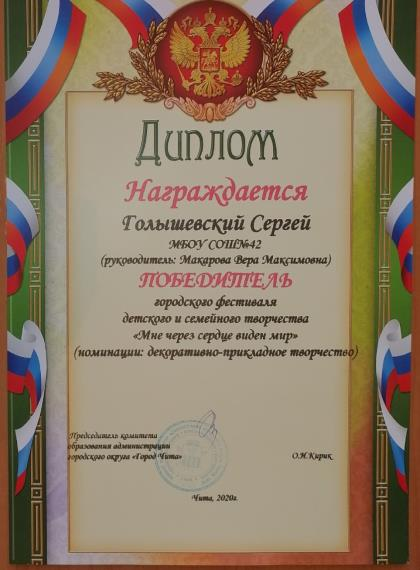 Диплом
Награждается
Голышевский Сергей
МБОУ СОШ№42
(руководитель: Макарова Вера Максимовна)
ПОБЕДИТЕЛЬ
городского фестиваля
детского и семейного творчества
«Мне через сердце виден мир»
(номинации: декоративно-прикладное творчество)
Председатель комитета
образования администрации
городского округа «Город Чита» О.И.Кирик
Чита, 2020г.